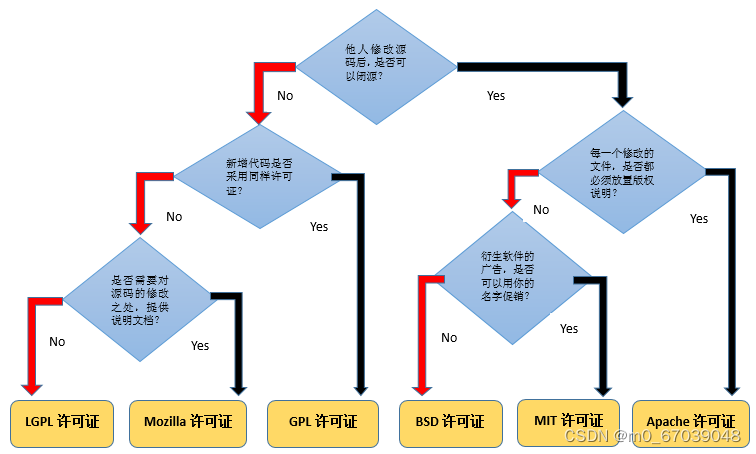 他人修改源
码后，是否可
以闭源？
No
Yes
新增代码是否
采用同样许可
证？
每一个修改的
文件，是否都
必须放置版权
说明？
No
Yes
No
Yes
是否需要对
源码的修改
之处，提供
说明文档？
衍生软件的
广告，是否
可以用你的
名字促销？
No
Yes
No
Yes
LGPL 许可证
Mozilla 许可证
GPL 许可证
BSD 许可证
MIT 许可证
Apache 许可证
CSDN @m0_67039048